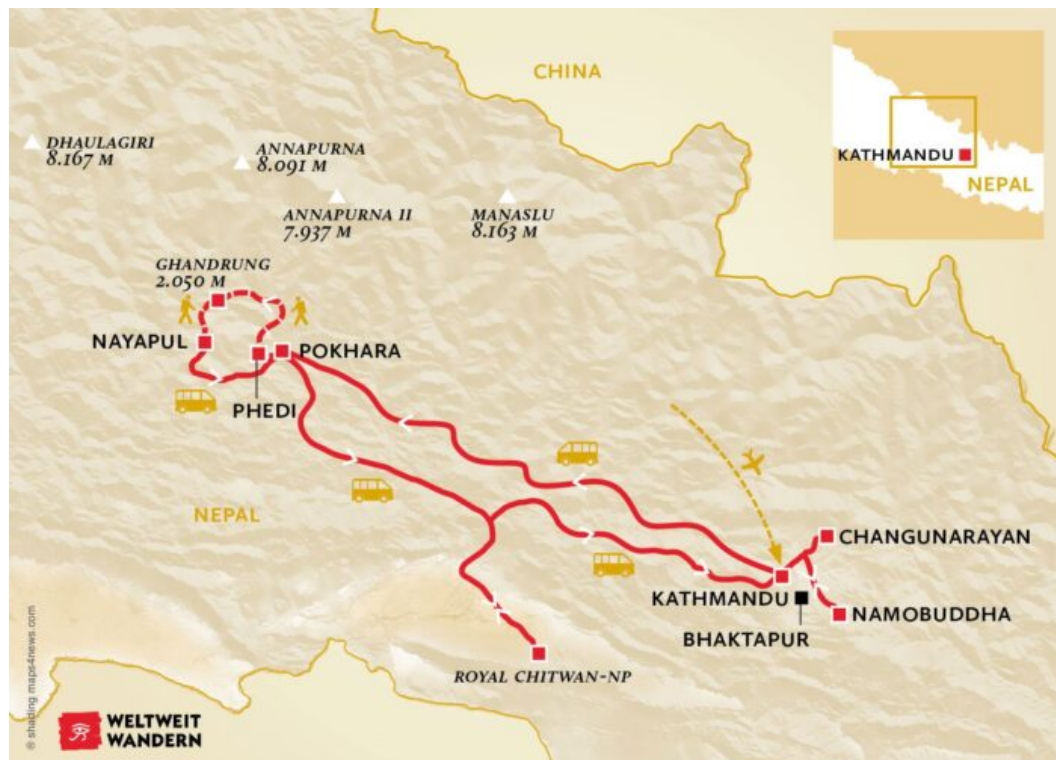 CHINA
DHAULAGIRI
8.167 M
ANNAPURNA
8.091 M
ANNAPURNA II
7.937 M
MANASLU
8.163 M
KATHMANDU
NEPAL
GHANDRUNG
2.050 M
NAYAPUL
POKHARA
PHEDI
NEPAL
CHANGUNARAYAN
KATHMANDU
NAMOBUDDHA
BHAKTAPUR
ROYAL CHITWAN-NP
WELTWEIT
WANDERN
® shading maps4news.com